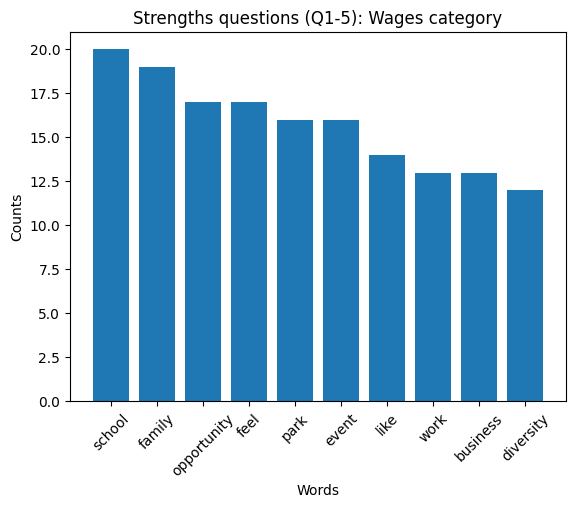 Strengths questions (Q1-5): Wages category
20.0
17.5
15.0
12.5
10.0
7.5
5.0
2.5
0.0
Counts
school
family
opportunity
feel
park
event
like
work
business
diversity
Words